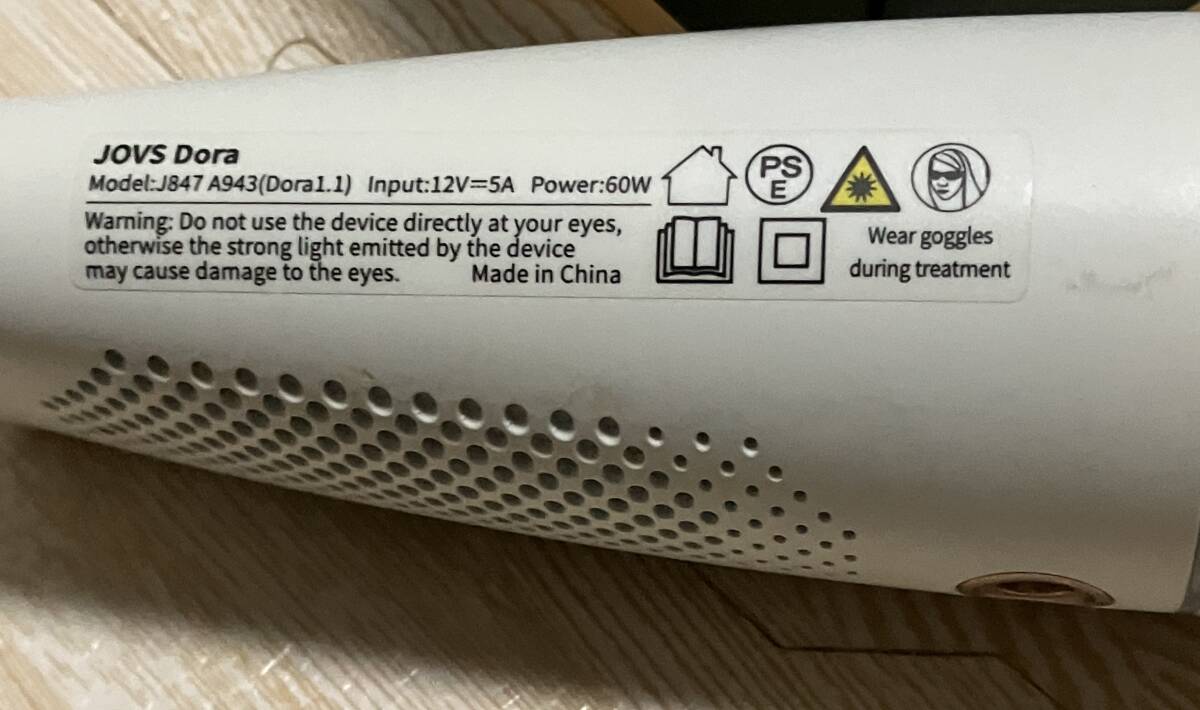 JOVS Dora
Model:J847 A943(Dora1.1) Input:12V⎓5A Power:60W
Warning: Do not use the device directly at your eyes,
otherwise the strong light emitted by the device
may cause damage to the eyes. Made in China
PS
E
Wear goggles
during treatment